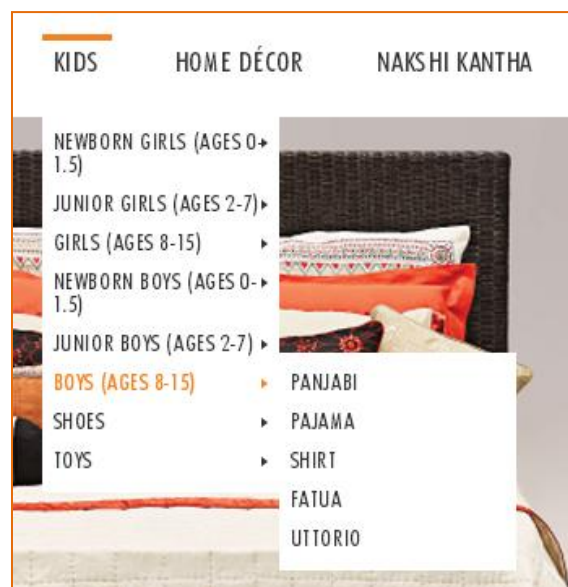 KIDS HOME DÉCOR NAKSHI KANTHA
NEWBORN GIRLS (AGES 0-
1.5)
JUNIOR GIRLS (AGES 2-7)
GIRLS (AGES 8-15)
NEWBORN BOYS (AGES 0-
1.5)
JUNIOR BOYS (AGES 2-7)
BOYS (AGES 8-15)
SHOES
TOYS
PANJABI
PAJAMA
SHIRT
FATUA
UTTORIO